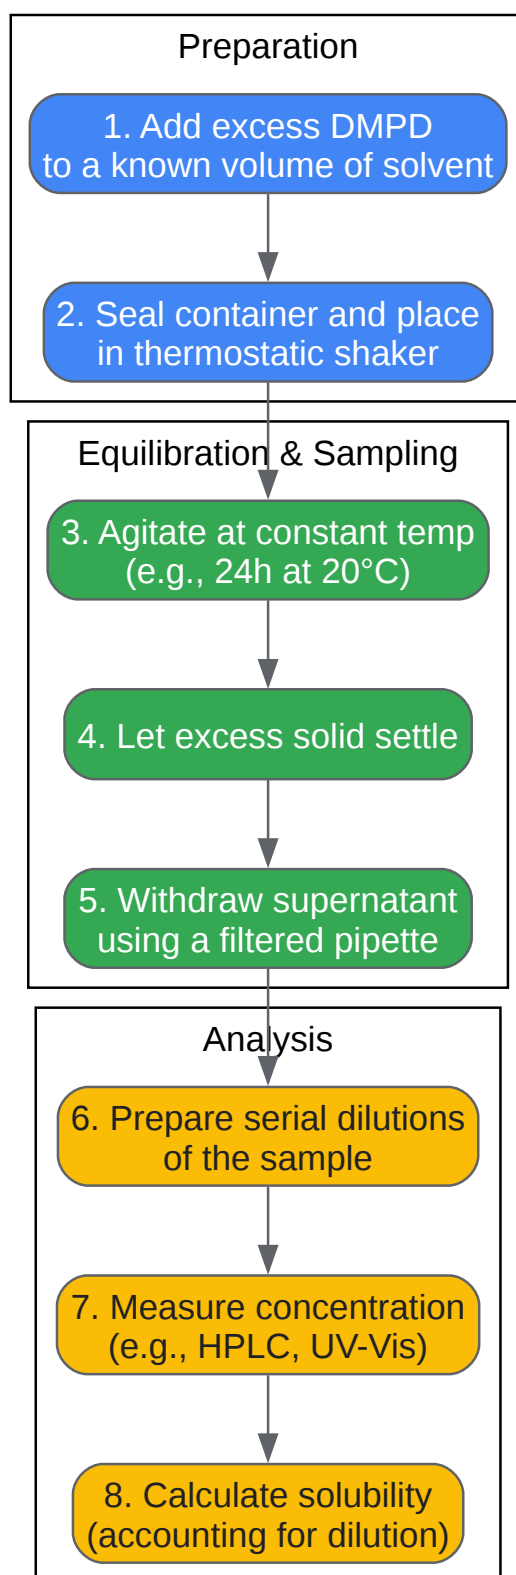 Preparation
1. Add excess DMPD
to a known volume of solvent
2. Seal container and place
in thermostatic shaker
Equilibration & Sampling
3. Agitate at constant temp
(e.g., 24h at 20°C)
4. Let excess solid settle
5. Withdraw supernatant
using a filtered pipette
Analysis
6. Prepare serial dilutions
of the sample
7. Measure concentration
(e.g., HPLC, UV-Vis)
8. Calculate solubility
(accounting for dilution)